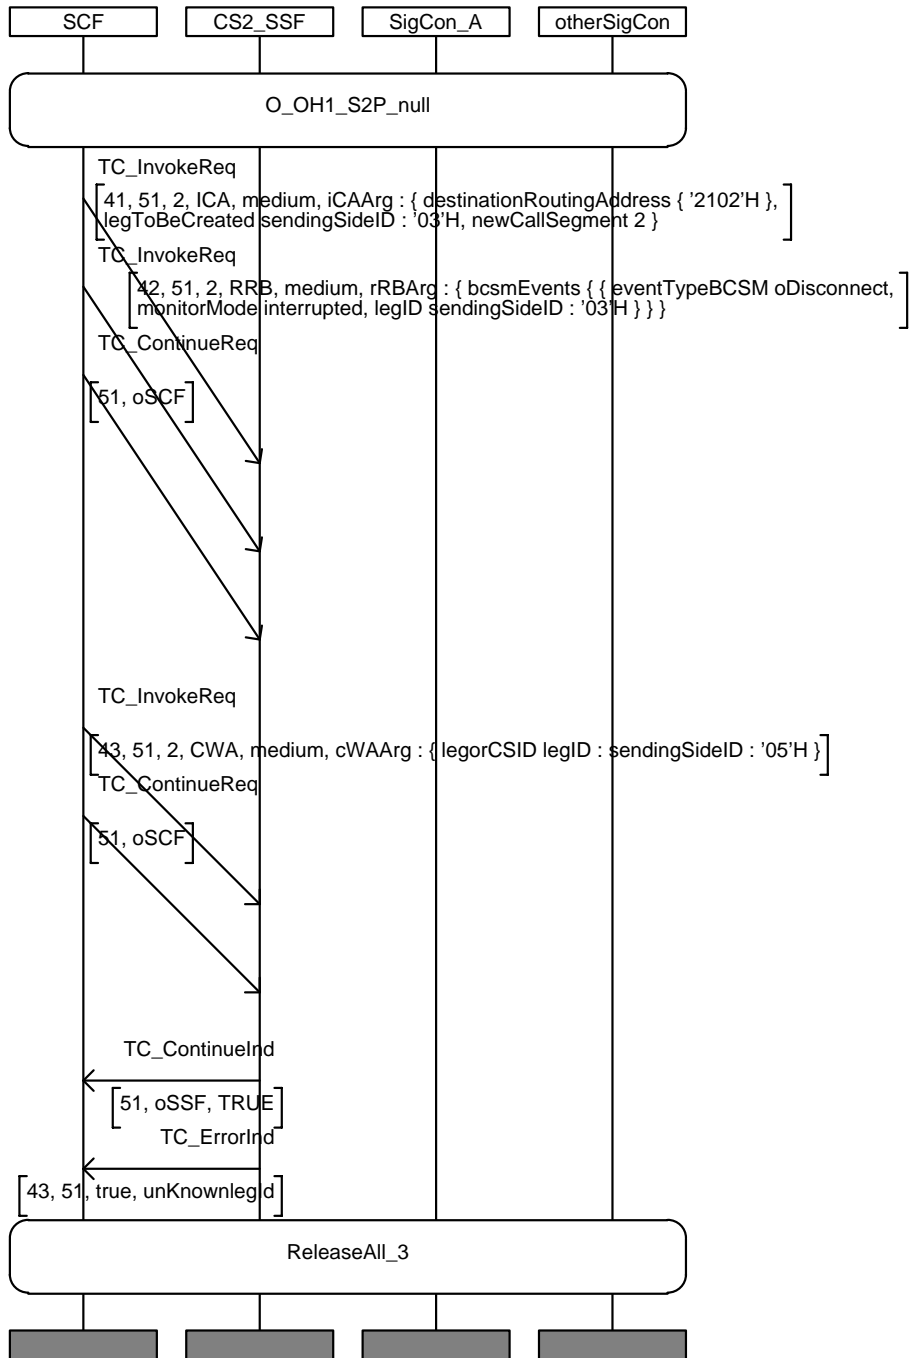 SCF CS2_SSF SigCon_A otherSigCon
O_OH1_S2P_null
TC_InvokeReq
41, 51, 2, ICA, medium, iCAArg : { destinationRoutingAddress { '2102'H },
legToBeCreated sendingSideID : '03'H, newCallSegment 2 }
TC_InvokeReq
42, 51, 2, RRB, medium, rRBArg : { bcsmEvents { { eventTypeBCSM oDisconnect,
monitorMode interrupted, legID sendingSideID : '03'H } } }
TC_ContinueReq
51, oSCF
TC_InvokeReq
43, 51, 2, CWA, medium, cWAArg : { legorCSID legID : sendingSideID : '05'H }
TC_ContinueReq
51, oSCF
TC_ContinueInd
51, oSSF, TRUE
TC_ErrorInd
43, 51, true, unKnownlegId
ReleaseAll_3